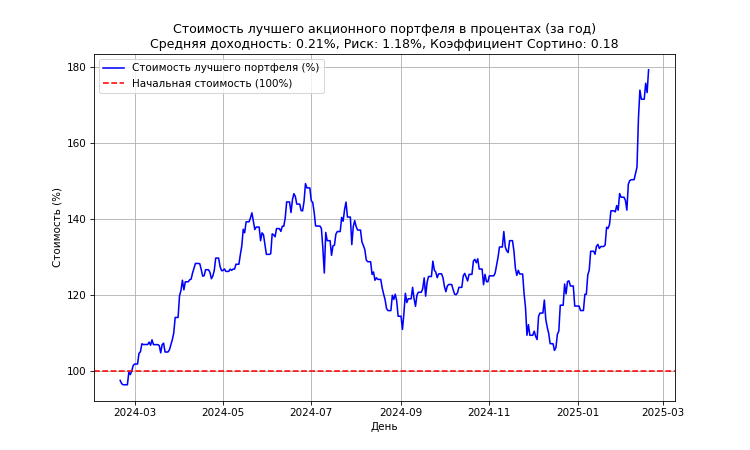 Стоимость лучшего акционного портфеля в процентах (за год)
Средняя доходность: 0.21%, Риск: 1.18%, Коэффициент Сортино: 0.18
Стоимость лучшего портфеля (%)
Начальная стоимость (100%)
Стоимость (%)
180
160
140
120
100
2024-03 2024-05 2024-07 2024-09 2024-11 2025-01 2025-03
День